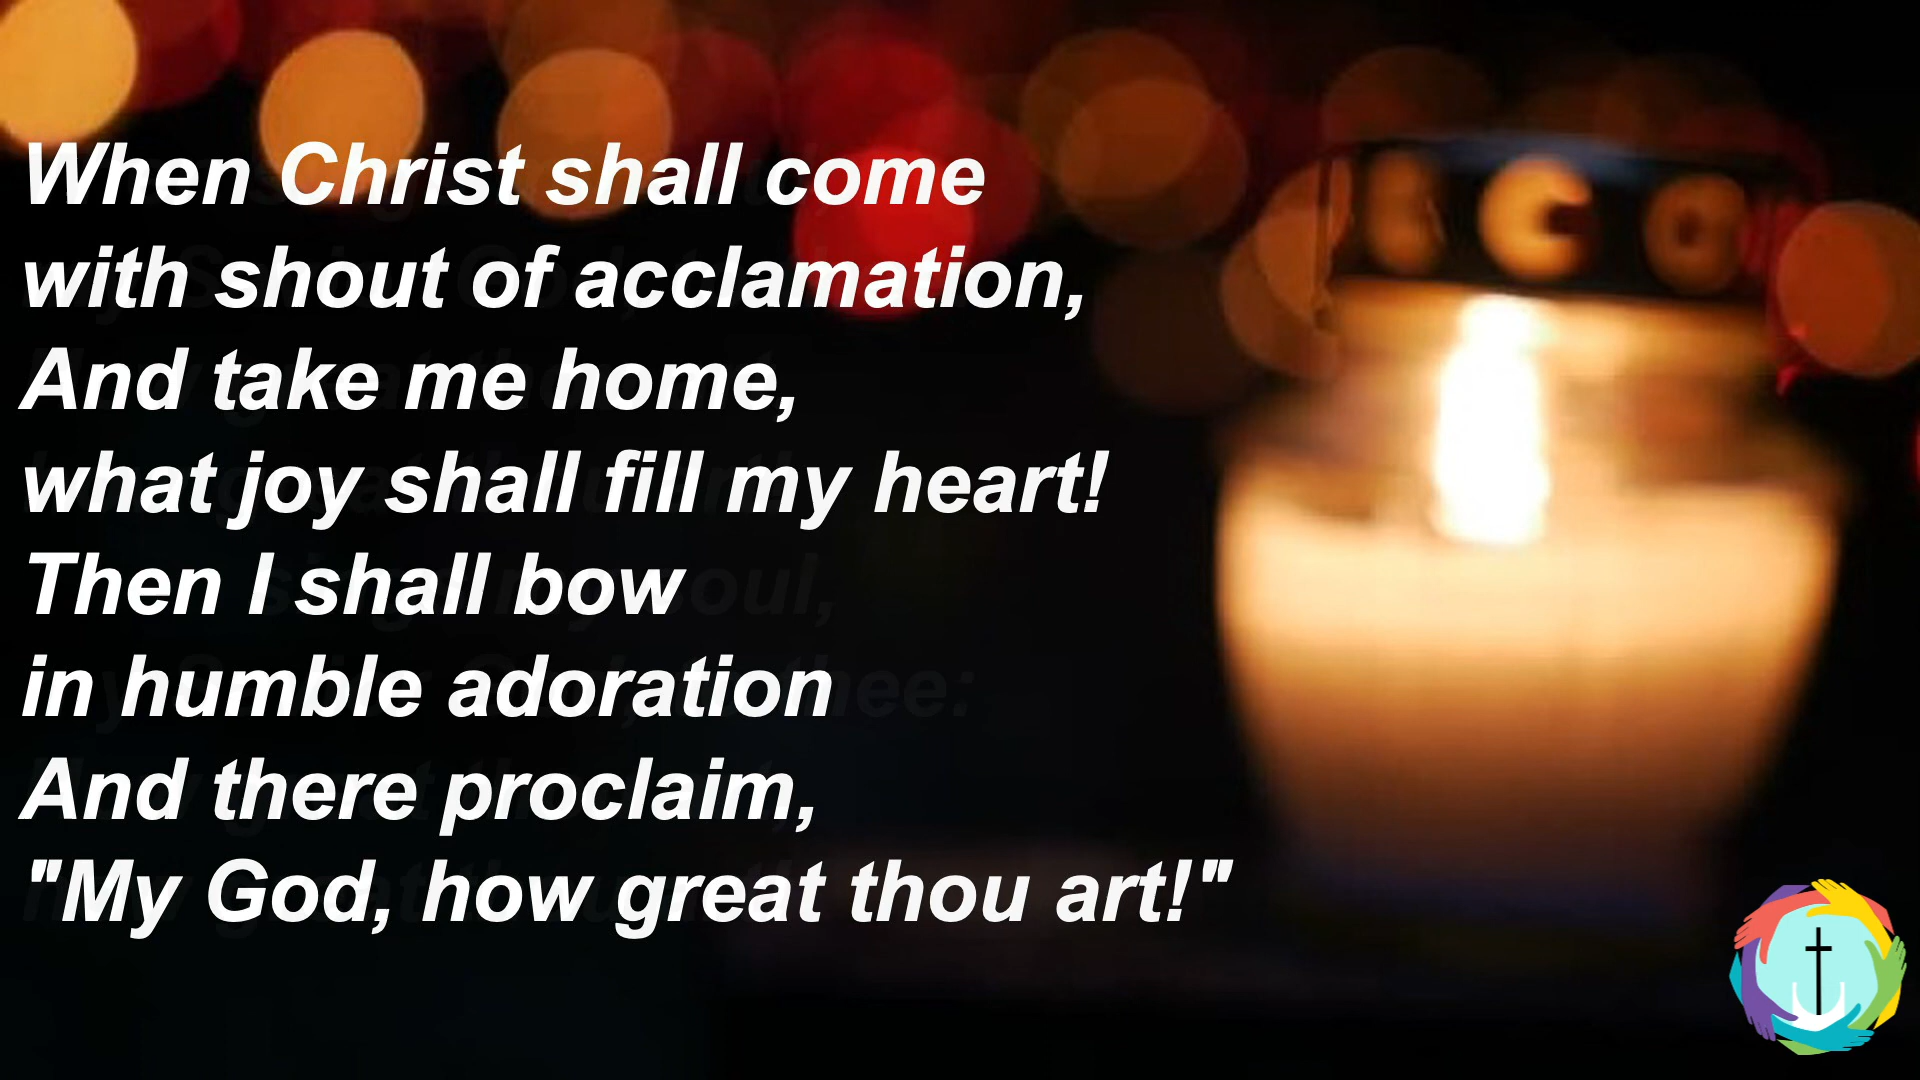 When Christ shall come
with shout of acclamation,
And take me home,
what joy shall fill my heart!
Then I shall bow
in humble adoration
And there proclaim,
"My God, how great thou art!"